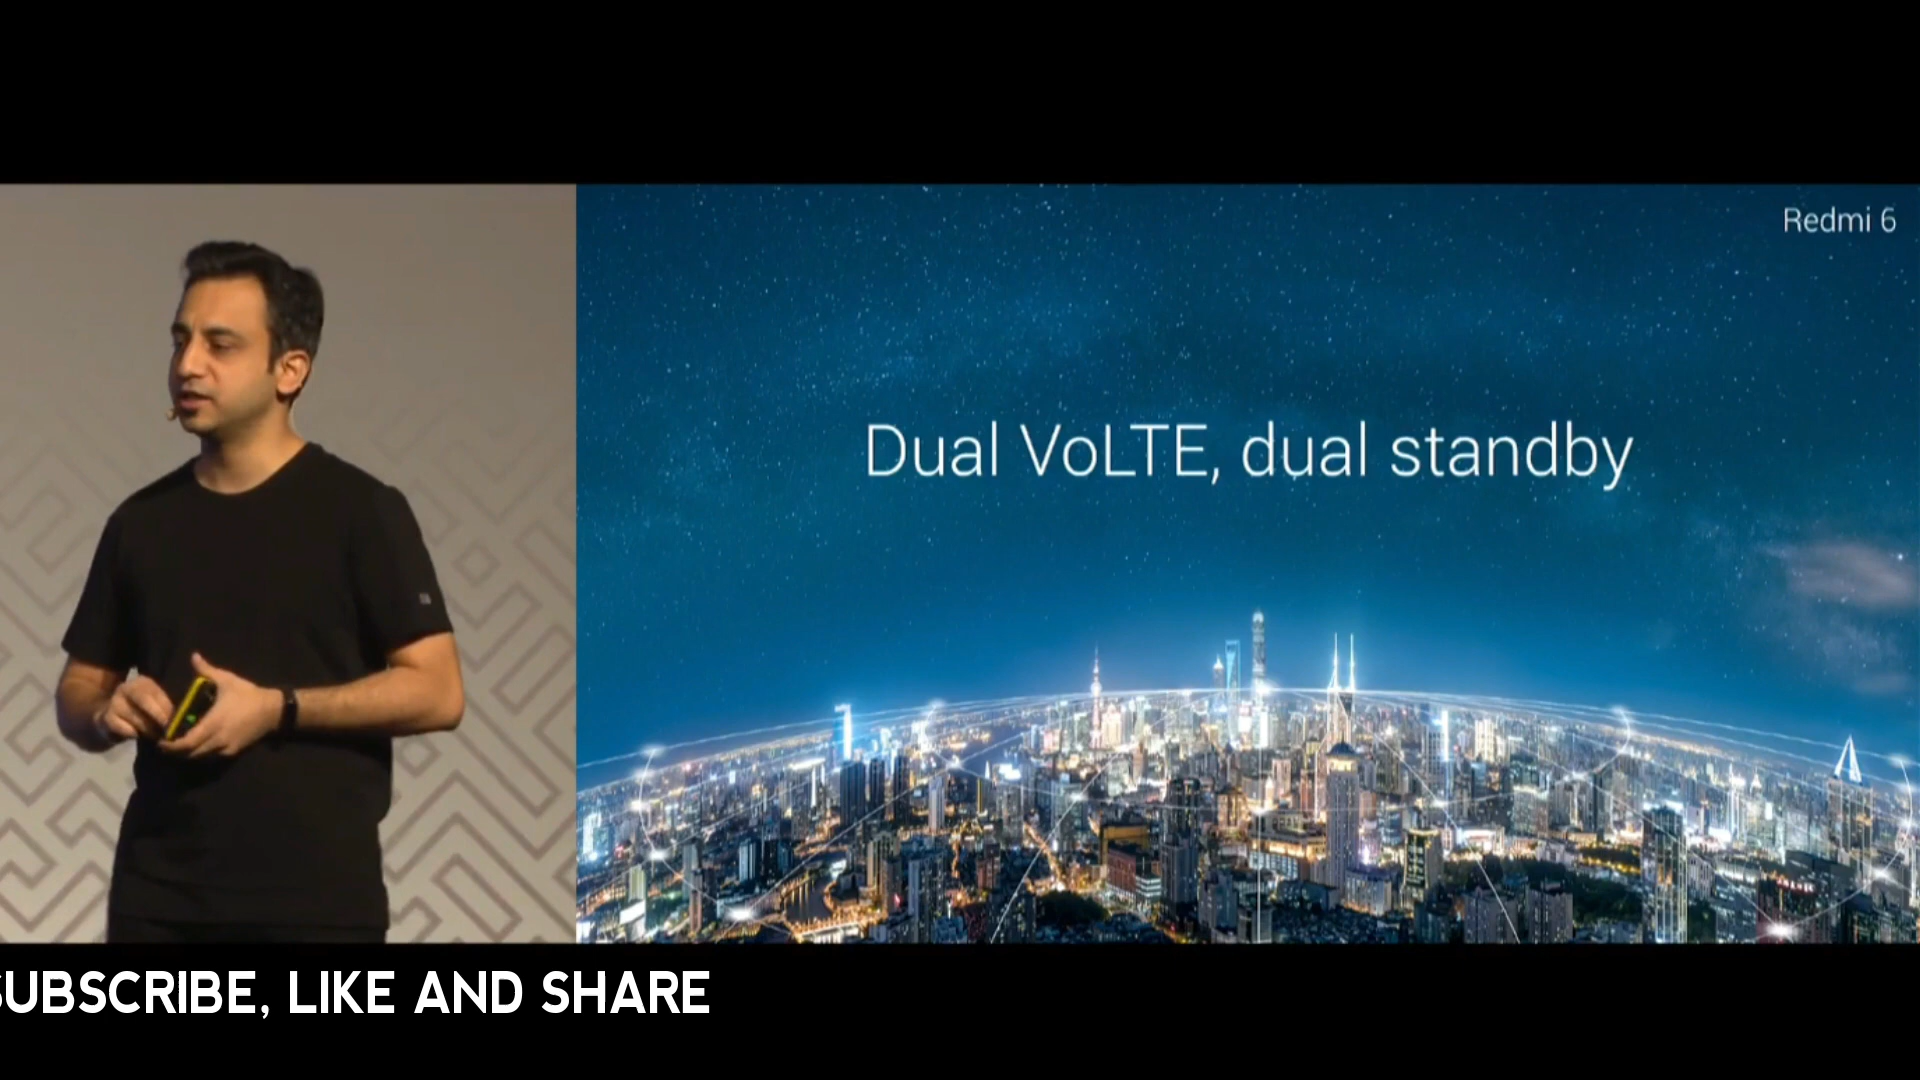 Redmi 6
Dual VoLTE, dual standby
SUBSCRIBE, LIKE AND SHARE